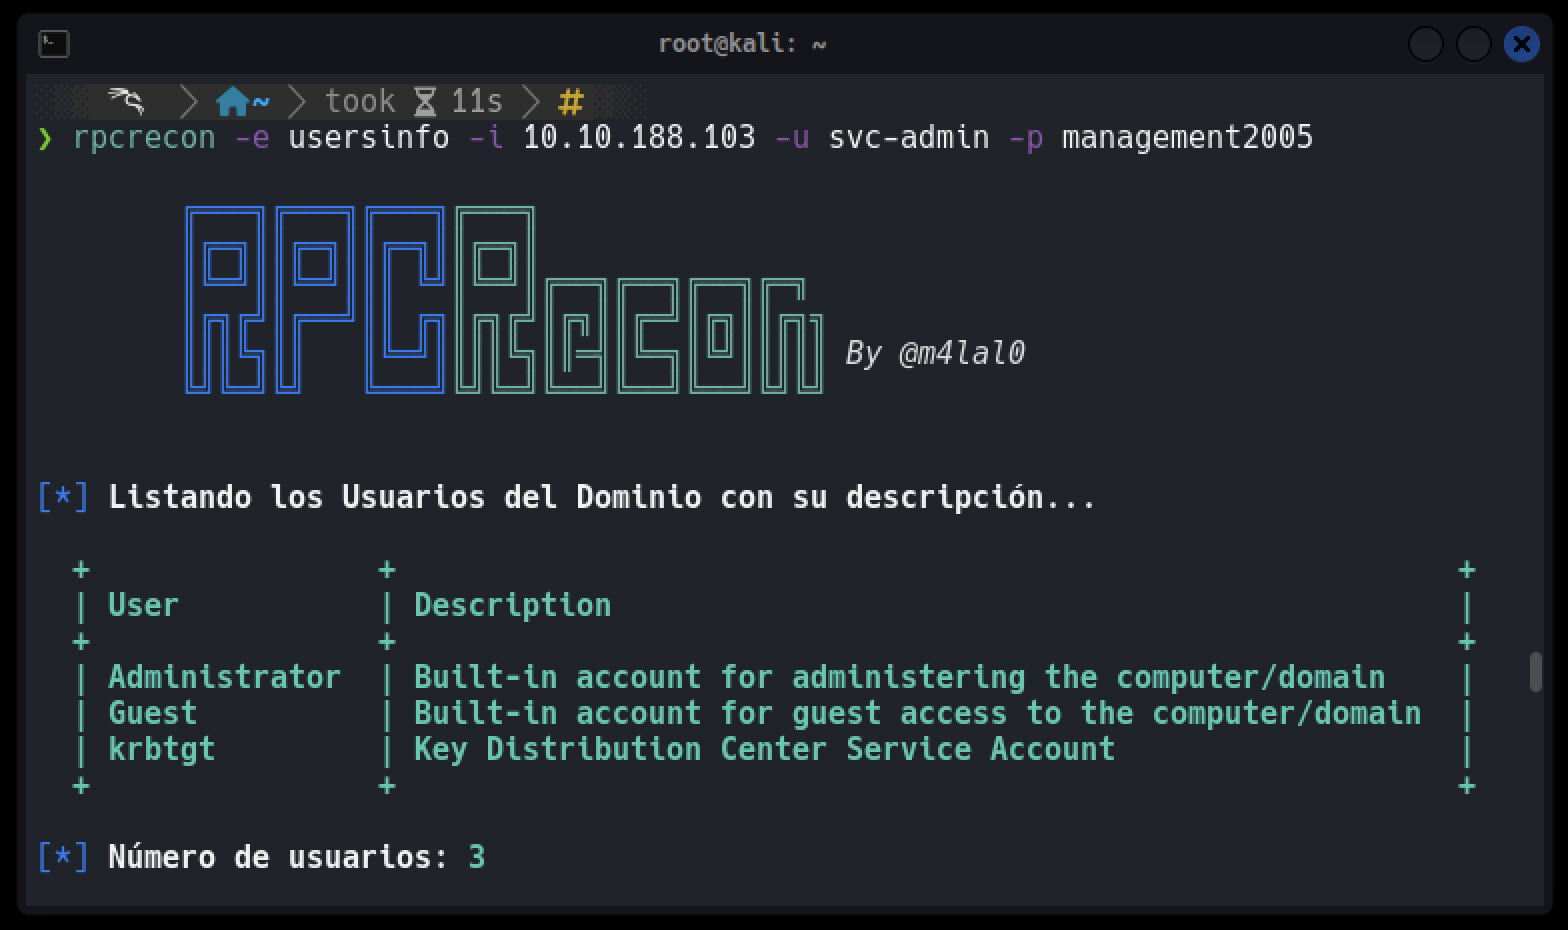 root@kali: ~
~ took 11s #
❯ rpcrecon -e usersinfo -i 10.10.188.103 -u svc-admin -p management2005
RPCRecon By @m4lal0
[*] Listando los Usuarios del Dominio con su descripción...
+ + +
| User | Description |
+ + +
| Administrator | Built-in account for administering the computer/domain |
| Guest | Built-in account for guest access to the computer/domain |
| krbtgt | Key Distribution Center Service Account |
+ + +
[*] Número de usuarios: 3